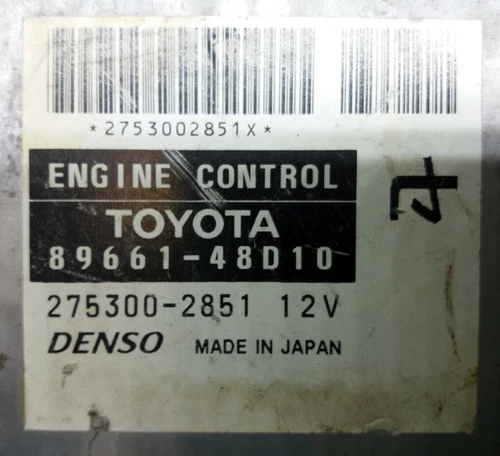 *2753002851X*
ENGINE CONTROL
TOYOTA
89661-48D10
275300-2851 12V
DENSO MADE IN JAPAN